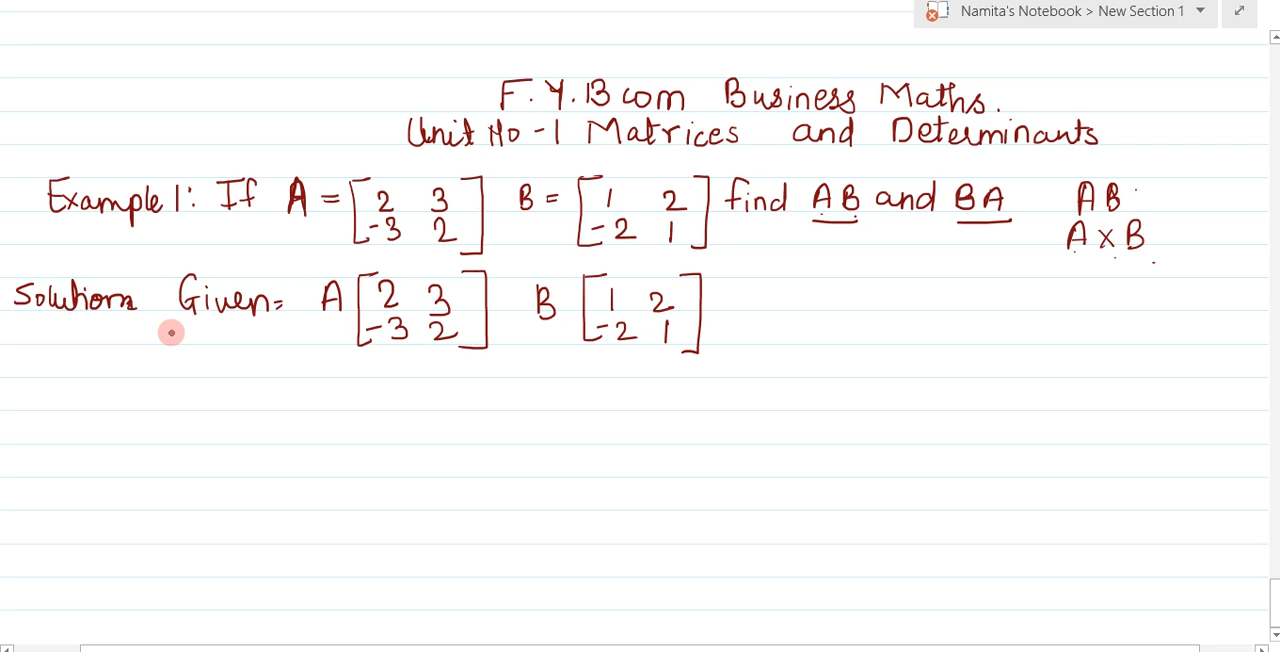 Namita's Notebook > New Section 1
F.Y.B com Business Maths.
Unit No -1 Matrices and Determinants
Example 1: If A = [2 3 B = [1 2] find AB and BA AB
-3 2] -2 1] A x B
Solution Given= A [2 3] B [1 2]
-3 2 -2 1